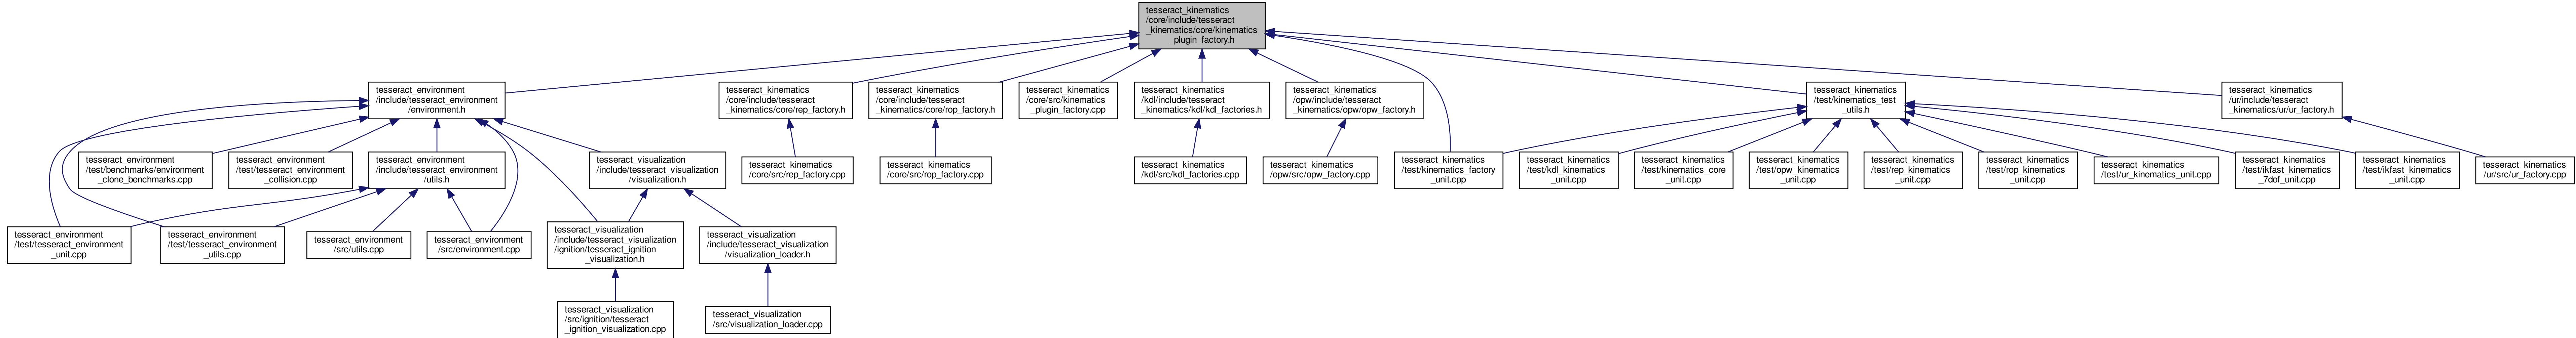 tesseract_kinematics
/core/include/tesseract
_kinematics/core/kinematics
_plugin_factory.h
tesseract_environment
/include/tesseract_environment
/environment.h
tesseract_kinematics
/core/include/tesseract
_kinematics/core/rep_factory.h
tesseract_kinematics
/core/include/tesseract
_kinematics/core/rop_factory.h
tesseract_kinematics
/core/src/kinematics
_plugin_factory.cpp
tesseract_kinematics
/kdl/include/tesseract
_kinematics/kdl/kdl_factories.h
tesseract_kinematics
/opw/include/tesseract
_kinematics/opw/opw_factory.h
tesseract_kinematics
/test/kinematics_test
_utils.h
tesseract_kinematics
/ur/include/tesseract
_kinematics/ur/ur_factory.h
tesseract_environment
/test/benchmarks/environment
_clone_benchmarks.cpp
tesseract_environment
/test/tesseract_environment
_collision.cpp
tesseract_environment
/include/tesseract_environment
/utils.h
tesseract_visualization
/include/tesseract_visualization
/visualization.h
tesseract_kinematics
/core/src/rep_factory.cpp
tesseract_kinematics
/core/src/rop_factory.cpp
tesseract_kinematics
/kdl/src/kdl_factories.cpp
tesseract_kinematics
/opw/src/opw_factory.cpp
tesseract_kinematics
/test/kinematics_factory
_unit.cpp
tesseract_kinematics
/test/kdl_kinematics
_unit.cpp
tesseract_kinematics
/test/kinematics_core
_unit.cpp
tesseract_kinematics
/test/opw_kinematics
_unit.cpp
tesseract_kinematics
/test/rep_kinematics
_unit.cpp
tesseract_kinematics
/test/rop_kinematics
_unit.cpp
tesseract_kinematics
/test/ur_kinematics_unit.cpp
tesseract_kinematics
/test/ikfast_kinematics
_7dof_unit.cpp
tesseract_kinematics
/test/ikfast_kinematics
_unit.cpp
tesseract_kinematics
/ur/src/ur_factory.cpp
tesseract_environment
/test/tesseract_environment
_unit.cpp
tesseract_environment
/test/tesseract_environment
_utils.cpp
tesseract_environment
/src/utils.cpp
tesseract_environment
/src/environment.cpp
tesseract_visualization
/include/tesseract_visualization
/ignition/tesseract_ignition
_visualization.h
tesseract_visualization
/include/tesseract_visualization
/visualization_loader.h
tesseract_visualization
/src/ignition/tesseract
_ignition_visualization.cpp
tesseract_visualization
/src/visualization_loader.cpp